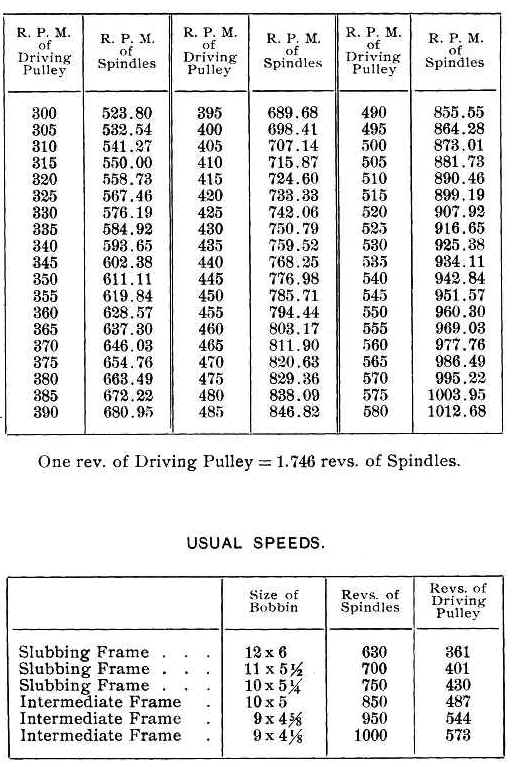 R. P. M. of Driving Pulley | R. P. M. of Spindles | R. P. M. of Driving Pulley | R. P. M. of Spindles | R. P. M. of Driving Pulley | R. P. M. of Spindles
300 523.80 395 689.68 490 855.55
305 532.54 400 698.41 495 864.28
310 541.27 405 707.14 500 873.01
315 550.00 410 715.87 505 881.73
320 558.73 415 724.60 510 890.46
325 567.46 420 733.33 515 899.19
330 576.19 425 742.06 520 907.92
335 584.92 430 750.79 525 916.65
340 593.65 435 759.52 530 925.38
345 602.38 440 768.25 535 934.11
350 611.11 445 776.98 540 942.84
355 619.84 450 785.71 545 951.57
360 628.57 455 794.44 550 960.30
365 637.30 460 803.17 555 969.03
370 646.03 465 811.90 560 977.76
375 654.76 470 820.63 565 986.49
380 663.49 475 829.36 570 995.22
385 672.22 480 838.09 575 1003.95
390 680.95 485 846.82 580 1012.68
One rev. of Driving Pulley = 1.746 revs. of Spindles.
USUAL SPEEDS.
Size of Bobbin | Revs. of Spindles | Revs. of Driving Pulley
Slubbing Frame . . . 12 x 6 630 361
Slubbing Frame . . . 11 x 5½ 700 401
Slubbing Frame . . . 10 x 5¼ 750 430
Intermediate Frame . 10 x 5 850 487
Intermediate Frame . 9 x 4⅝ 950 544
Intermediate Frame . 9 x 4⅛ 1000 573